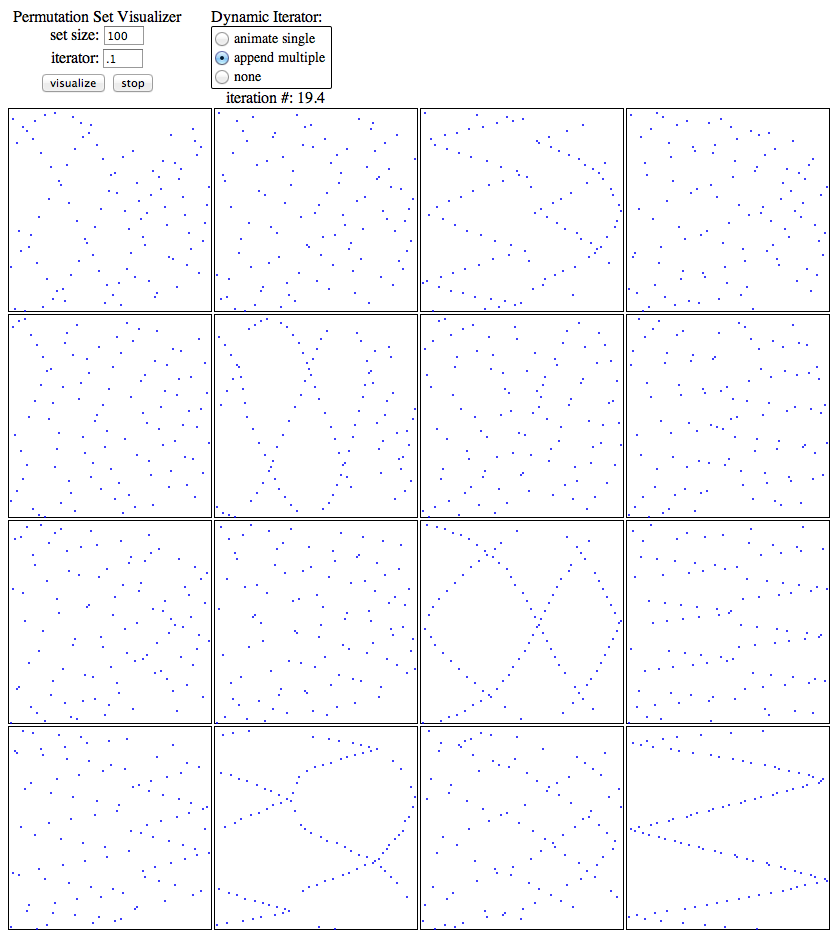 Permutation Set Visualizer
set size: 100
iterator: .1
visualize stop
Dynamic Iterator:
animate single
append multiple
none
iteration #: 19.4